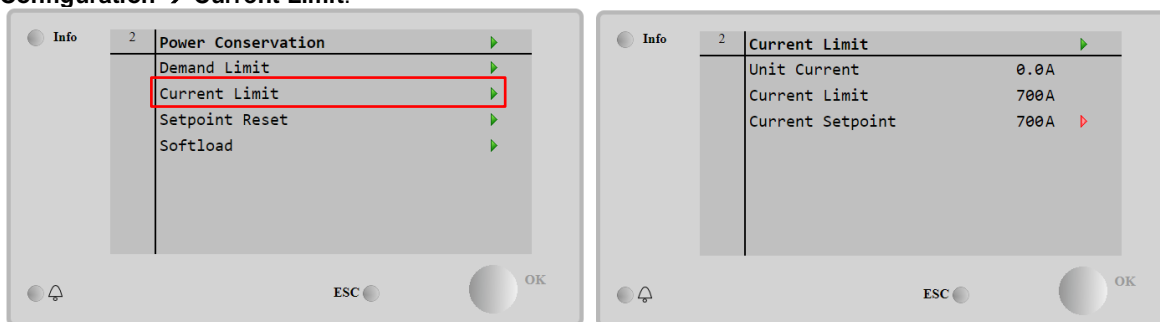 Configuration → Current Limit.
Info
2
Power Conservation
Demand Limit
Current Limit
Setpoint Reset
Softload
ESC
OK
Info
2
Current Limit
Unit Current 0.0A
Current Limit 700A
Current Setpoint 700A
ESC
OK